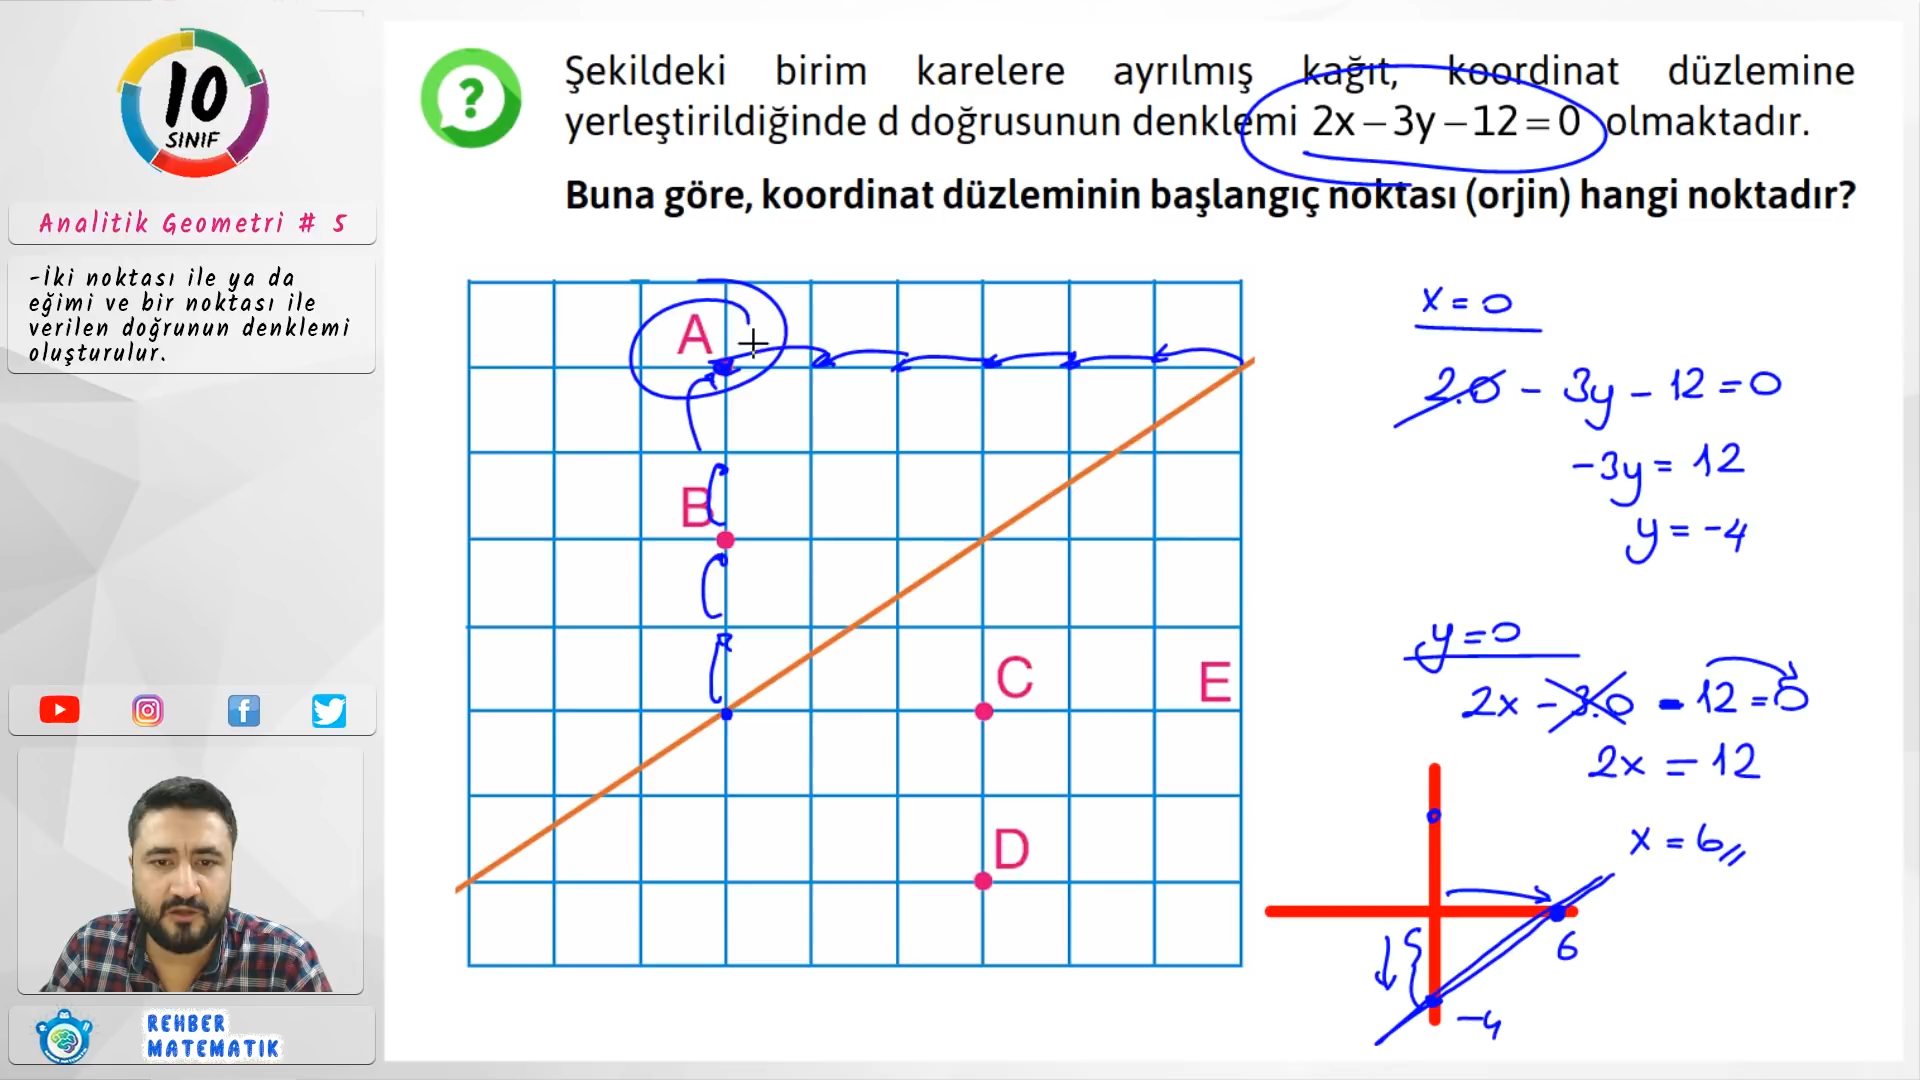 10
SINIF
Analitik Geometri # 5
-İki noktası ile ya da
eğimi ve bir noktası ile
verilen doğrunun denklemi
oluşturulur.
REHBER
MATEMATIK
?
Şekildeki birim karelere ayrılmış kağıt, koordinat düzlemine
yerleştirildiğinde d doğrusunun denklemi 2x – 3y – 12 = 0 olmaktadır.
Buna göre, koordinat düzleminin başlangıç noktası (orjin) hangi noktadır?
A
B
C
E
D
x = 0
2.0 - 3y - 12 = 0
-3y = 12
y = -4
y = 0
2x - 3.0 - 12 = 0
2x = 12
x = 6
6
-4